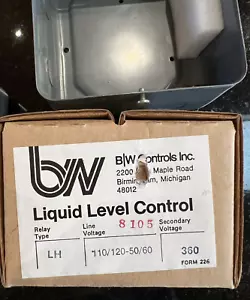 bw
B/W Controls Inc.
2200 Maple Road
Birmingham, Michigan
48012
Liquid Level Control
Relay Type
Line Voltage
8105
Secondary Voltage
LH
110/120-50/60
360
FORM 226